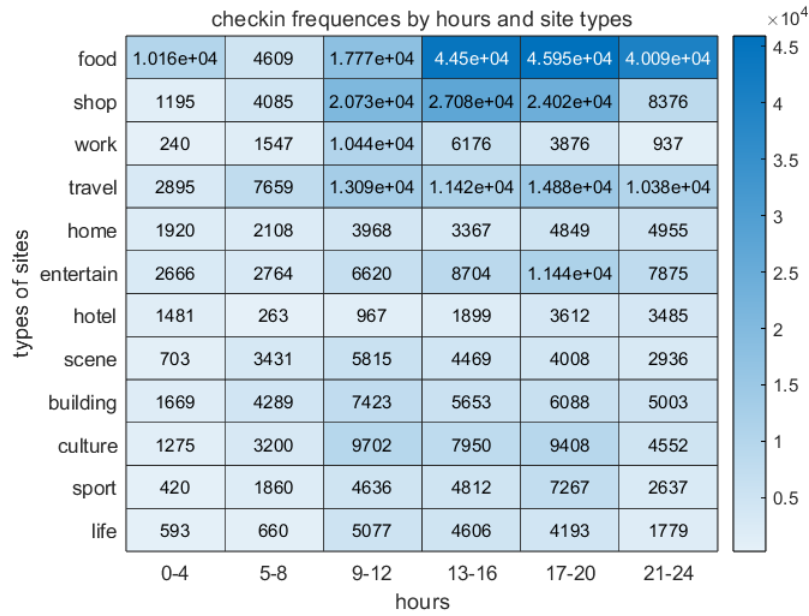 checkin frequences by hours and site types
×10⁴
food 1.016e+04 4609 1.777e+04 4.45e+04 4.595e+04 4.009e+04
shop 1195 4085 2.073e+04 2.708e+04 2.402e+04 8376
work 240 1547 1.044e+04 6176 3876 937
travel 2895 7659 1.309e+04 1.142e+04 1.488e+04 1.038e+04
home 1920 2108 3968 3367 4849 4955
entertain 2666 2764 6620 8704 1.144e+04 7875
hotel 1481 263 967 1899 3612 3485
scene 703 3431 5815 4469 4008 2936
building 1669 4289 7423 5653 6088 5003
culture 1275 3200 9702 7950 9408 4552
sport 420 1860 4636 4812 7267 2637
life 593 660 5077 4606 4193 1779
0-4 5-8 9-12 13-16 17-20 21-24
hours
types of sites
4.5
4
3.5
3
2.5
2
1.5
1
0.5